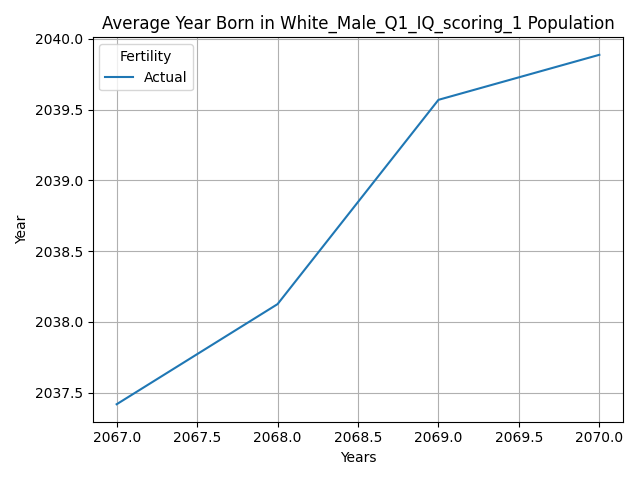 Average Year Born in White_Male_Q1_IQ_scoring_1 Population
Fertility
Actual
2040.0
2039.5
2039.0
2038.5
2038.0
2037.5
Year
2067.0 2067.5 2068.0 2068.5 2069.0 2069.5 2070.0
Years